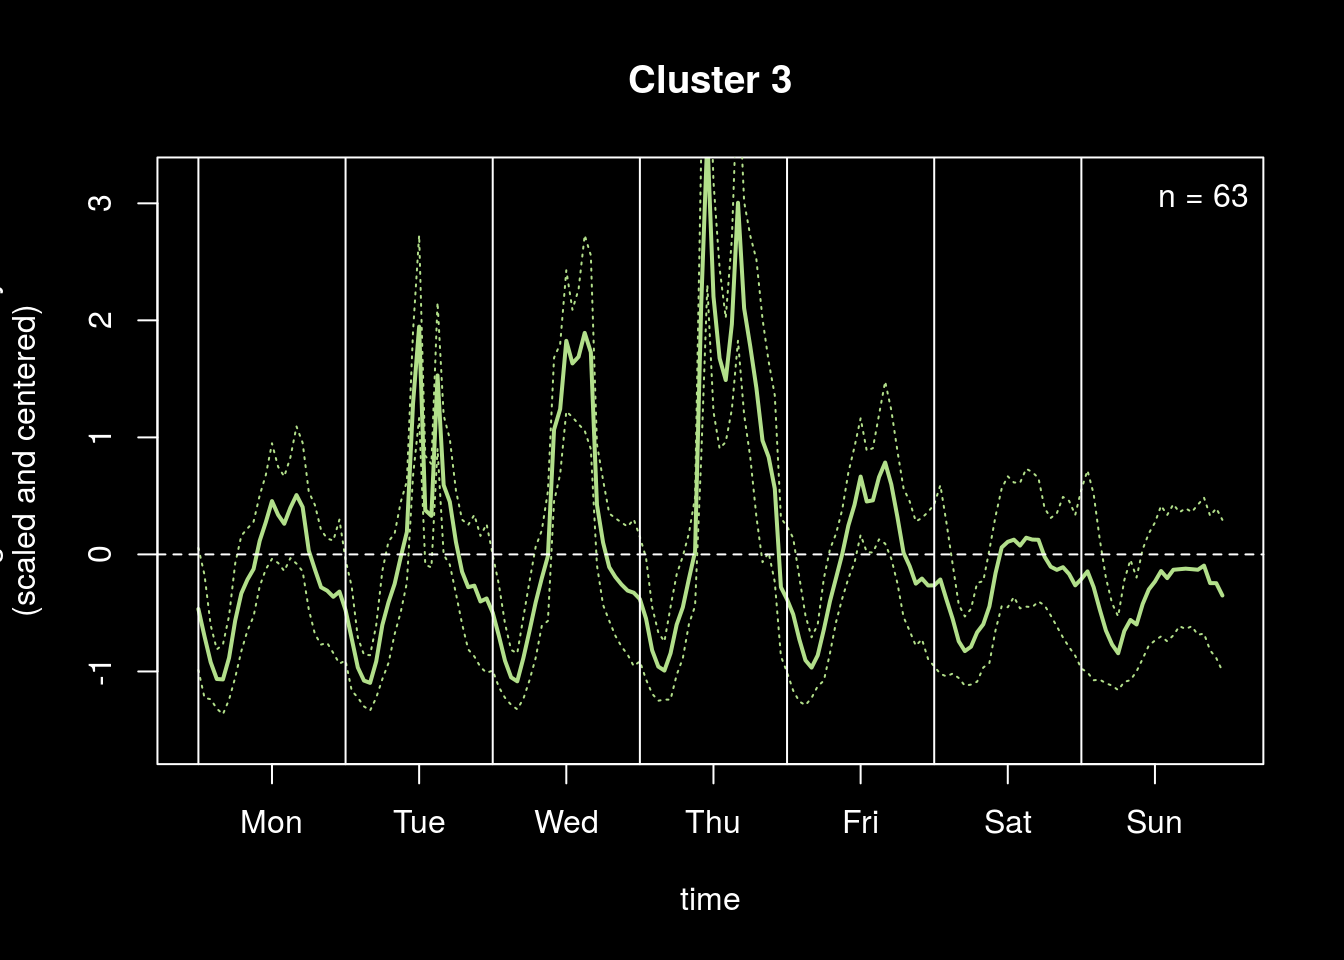 Cluster 3
n = 63
(scaled and centered)
3
2
1
0
-1
Mon Tue Wed Thu Fri Sat Sun
time